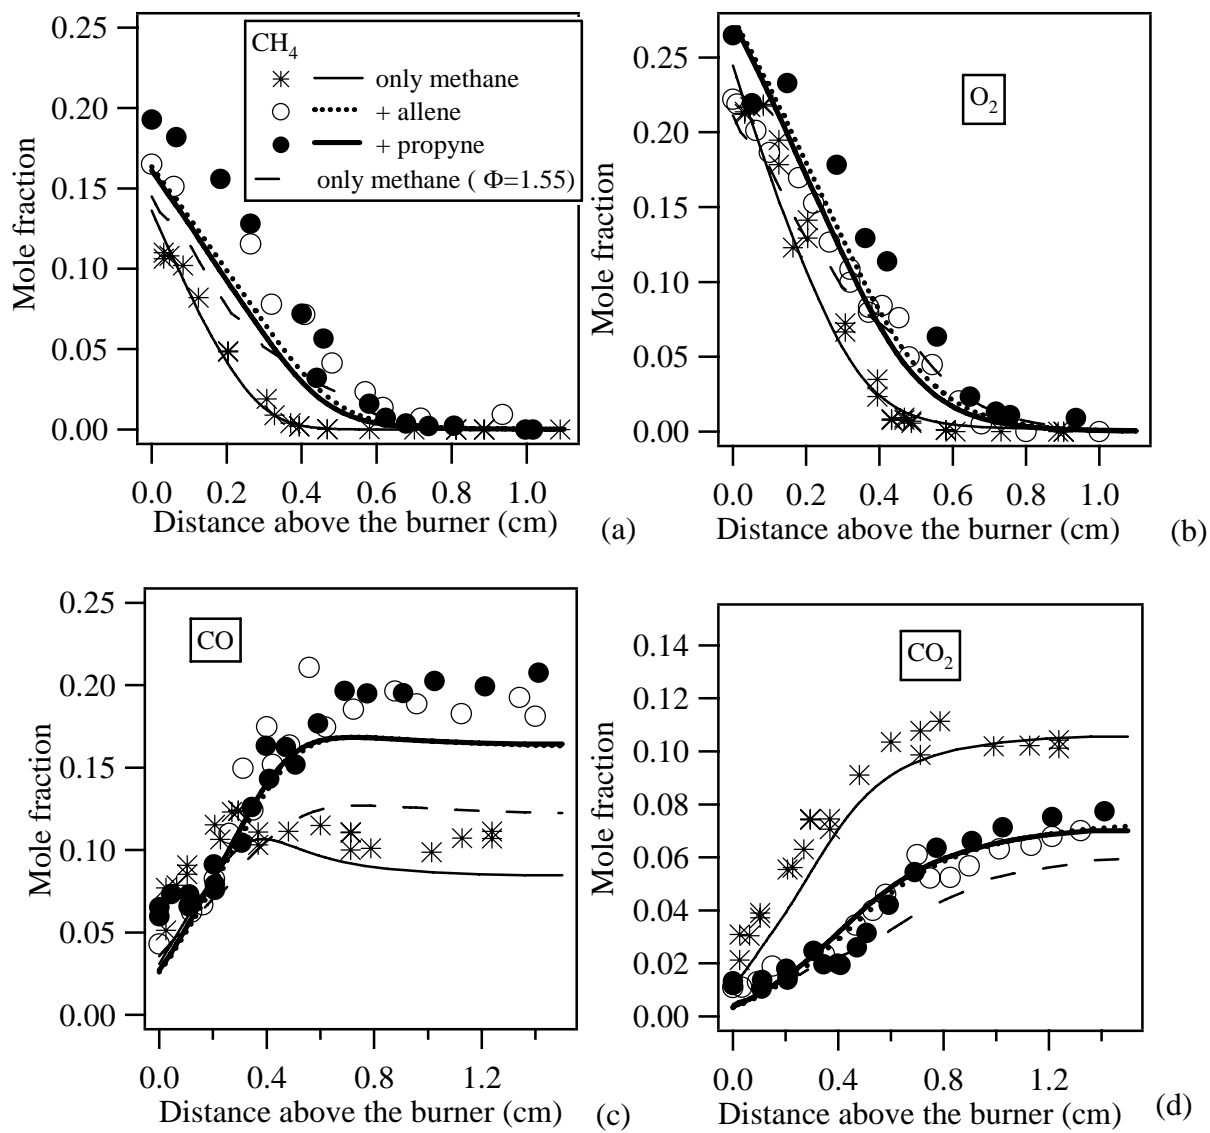 0.25
0.20
0.15
0.10
0.05
0.00
Mole fraction
CH4
only methane
+ allene
+ propyne
only methane ( Φ=1.55)
0.0 0.2 0.4 0.6 0.8 1.0
Distance above the burner (cm)
(a)
0.25
0.20
0.15
0.10
0.05
0.00
Mole fraction
O2
0.0 0.2 0.4 0.6 0.8 1.0
Distance above the burner (cm)
(b)
0.25
0.20
0.15
0.10
0.05
0.00
Mole fraction
CO
0.0 0.4 0.8 1.2
Distance above the burner (cm)
(c)
0.14
0.12
0.10
0.08
0.06
0.04
0.02
0.00
Mole fraction
CO2
0.0 0.4 0.8 1.2
Distance above the burner (cm)
(d)